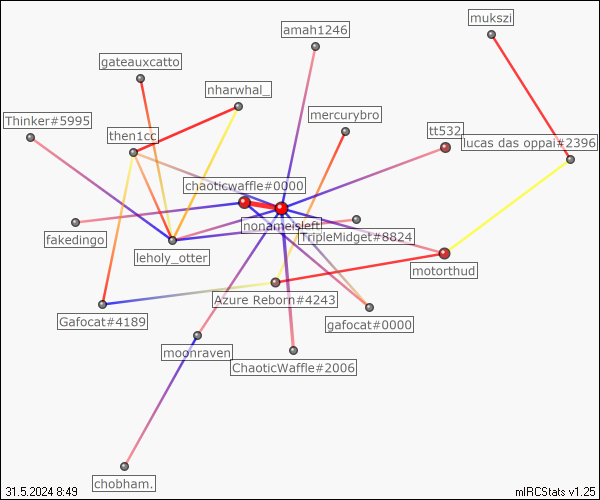 mukszi
amah1246
gateauxcatto
nharwhal_
mercurybro
Thinker#5995
then1cc
tt532
lucas das oppai#2396
chaoticwaffle#0000
nonameisleft
TripleMidget#8824
fakedingo
leholy_otter
motorthud
Azure Reborn#4243
Gafocat#4189
gafocat#0000
moonraven
ChaoticWaffle#2006
chobham.
31.5.2024 8:49
mIRCStats v1.25